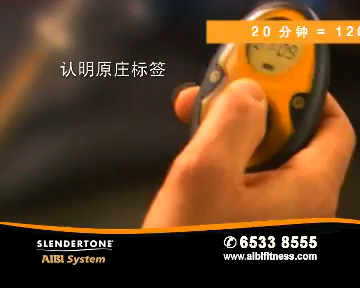 20 分钟 = 120
认明原庄标签
SLENDERTONE
✆ 6533 8555
AIBI System
www.aibifitness.com